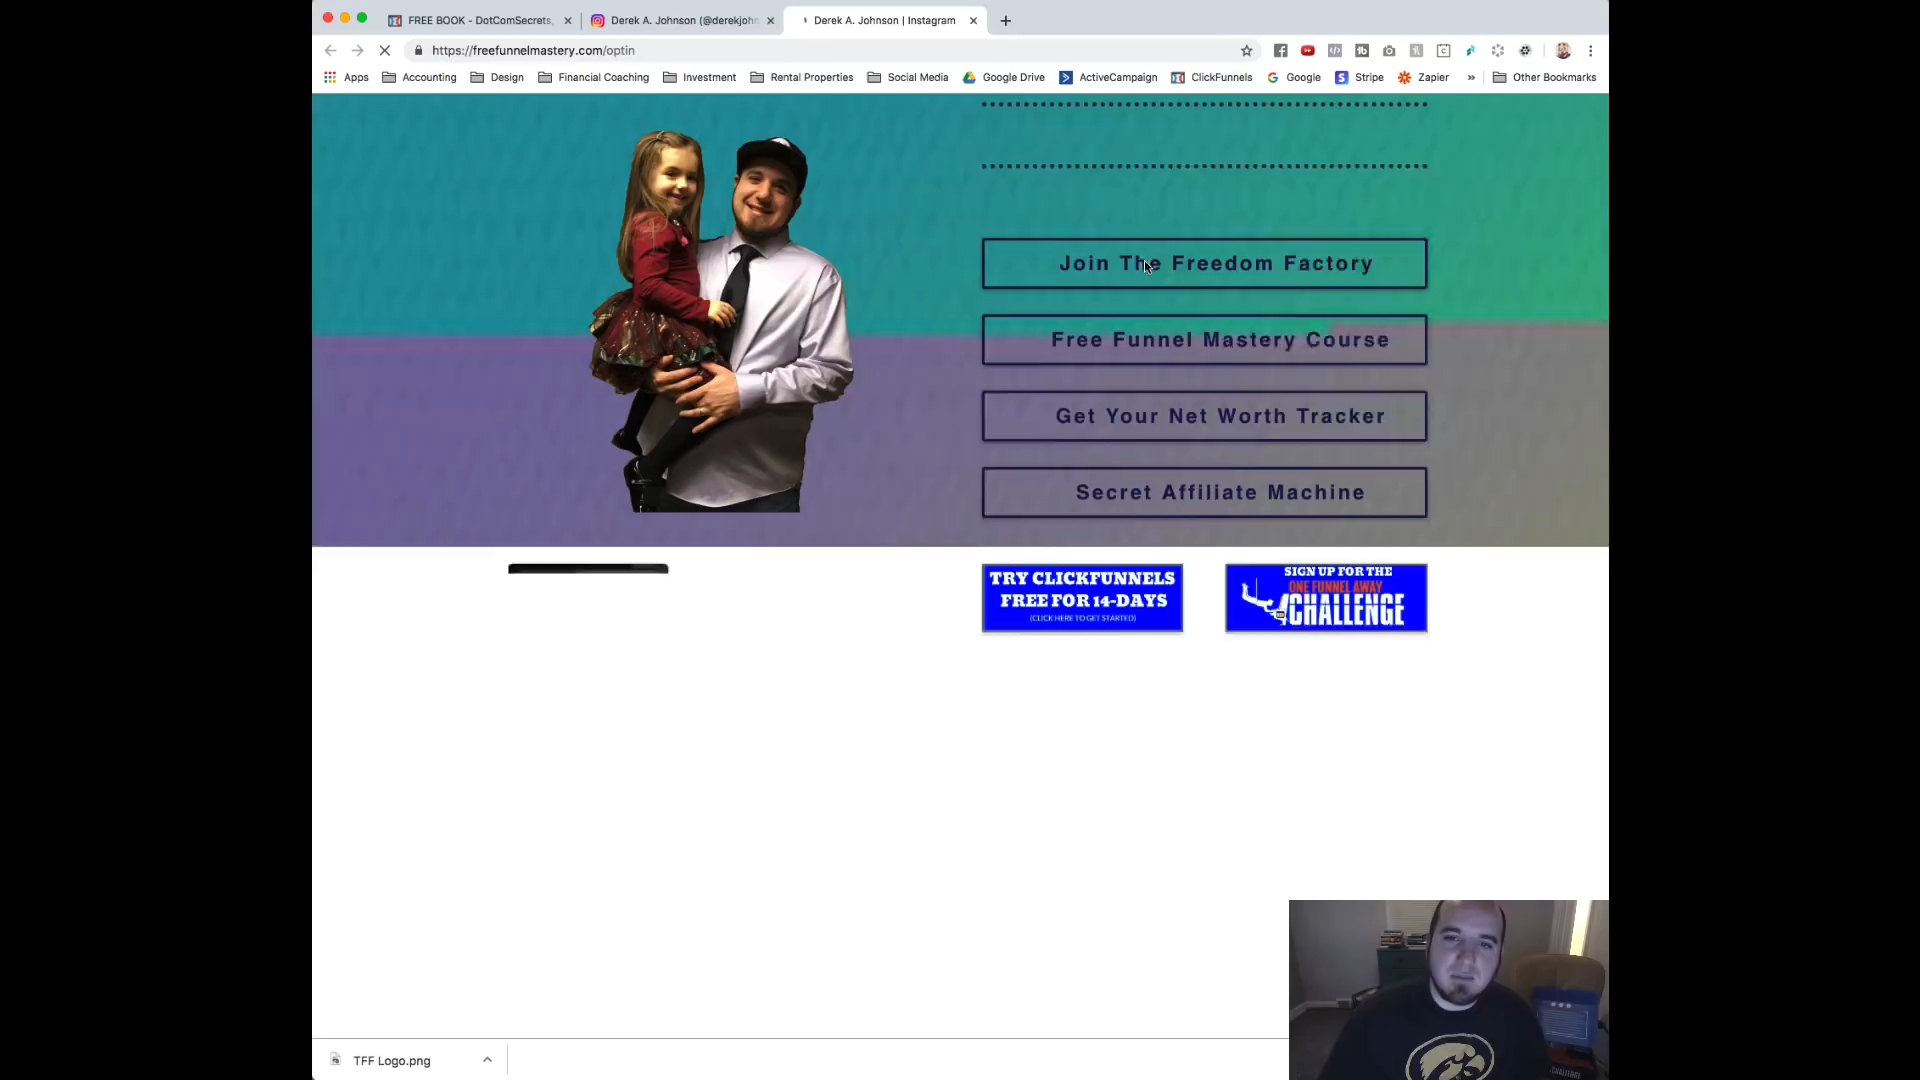 FREE BOOK - DotComSecrets,
Derek A. Johnson (@derekjohn
Derek A. Johnson | Instagram
https://freefunnelmastery.com/optin
Apps
Accounting
Design
Financial Coaching
Investment
Rental Properties
Social Media
Google Drive
ActiveCampaign
ClickFunnels
Google
Stripe
Zapier
»
Other Bookmarks
Join The Freedom Factory
Free Funnel Mastery Course
Get Your Net Worth Tracker
Secret Affiliate Machine
TRY CLICKFUNNELS
FREE FOR 14-DAYS
(CLICK HERE TO GET STARTED)
SIGN UP FOR THE
ONE FUNNEL AWAY
CHALLENGE
TFF Logo.png
CHALLENGE